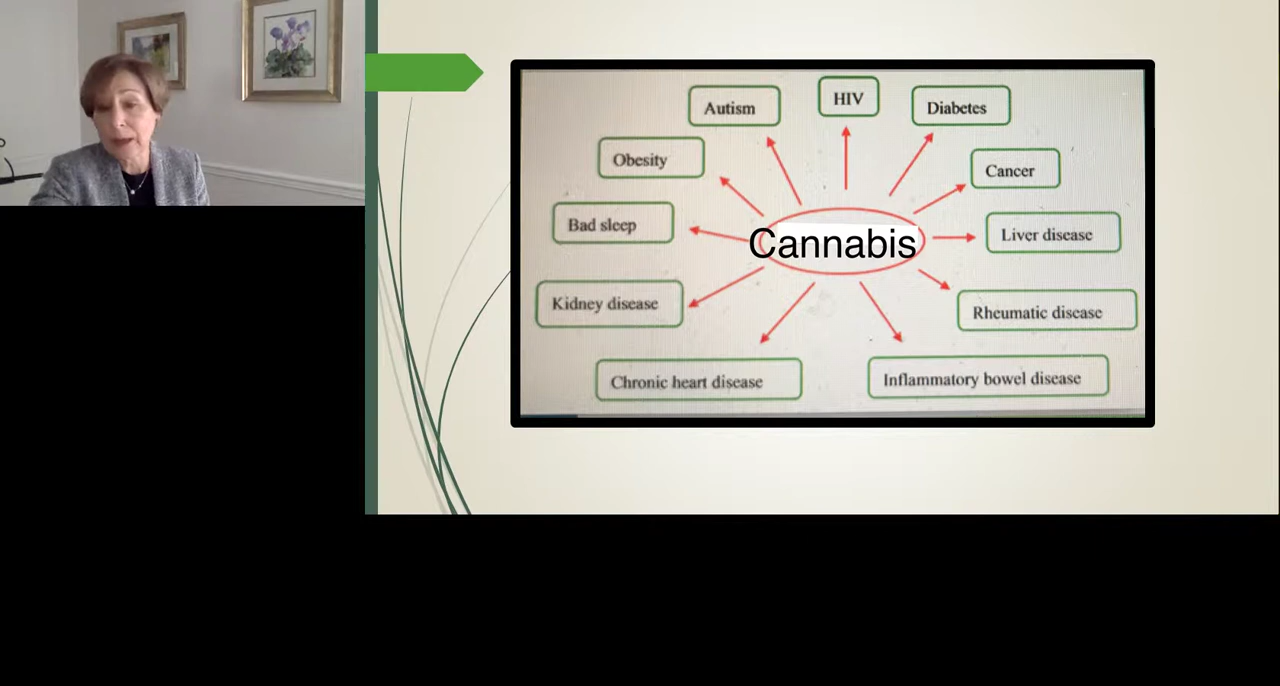 Autism
HIV
Diabetes
Obesity
Cancer
Bad sleep
Cannabis
Liver disease
Kidney disease
Rheumatic disease
Chronic heart disease
Inflammatory bowel disease